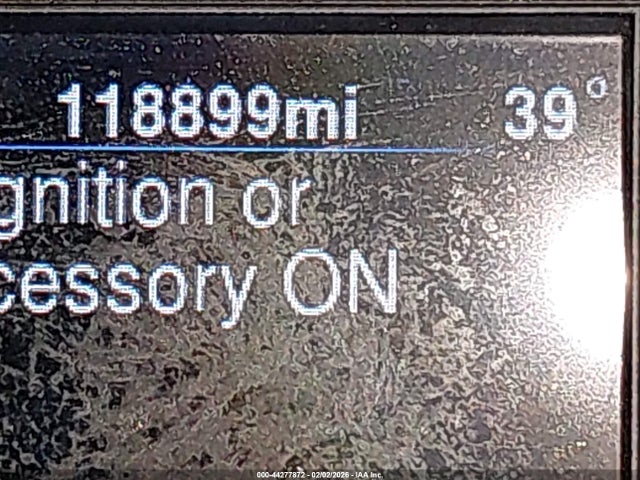 118899mi 39°
gnition or
cessory ON
000-44277872 - 02/02/2026 - IAA Inc.